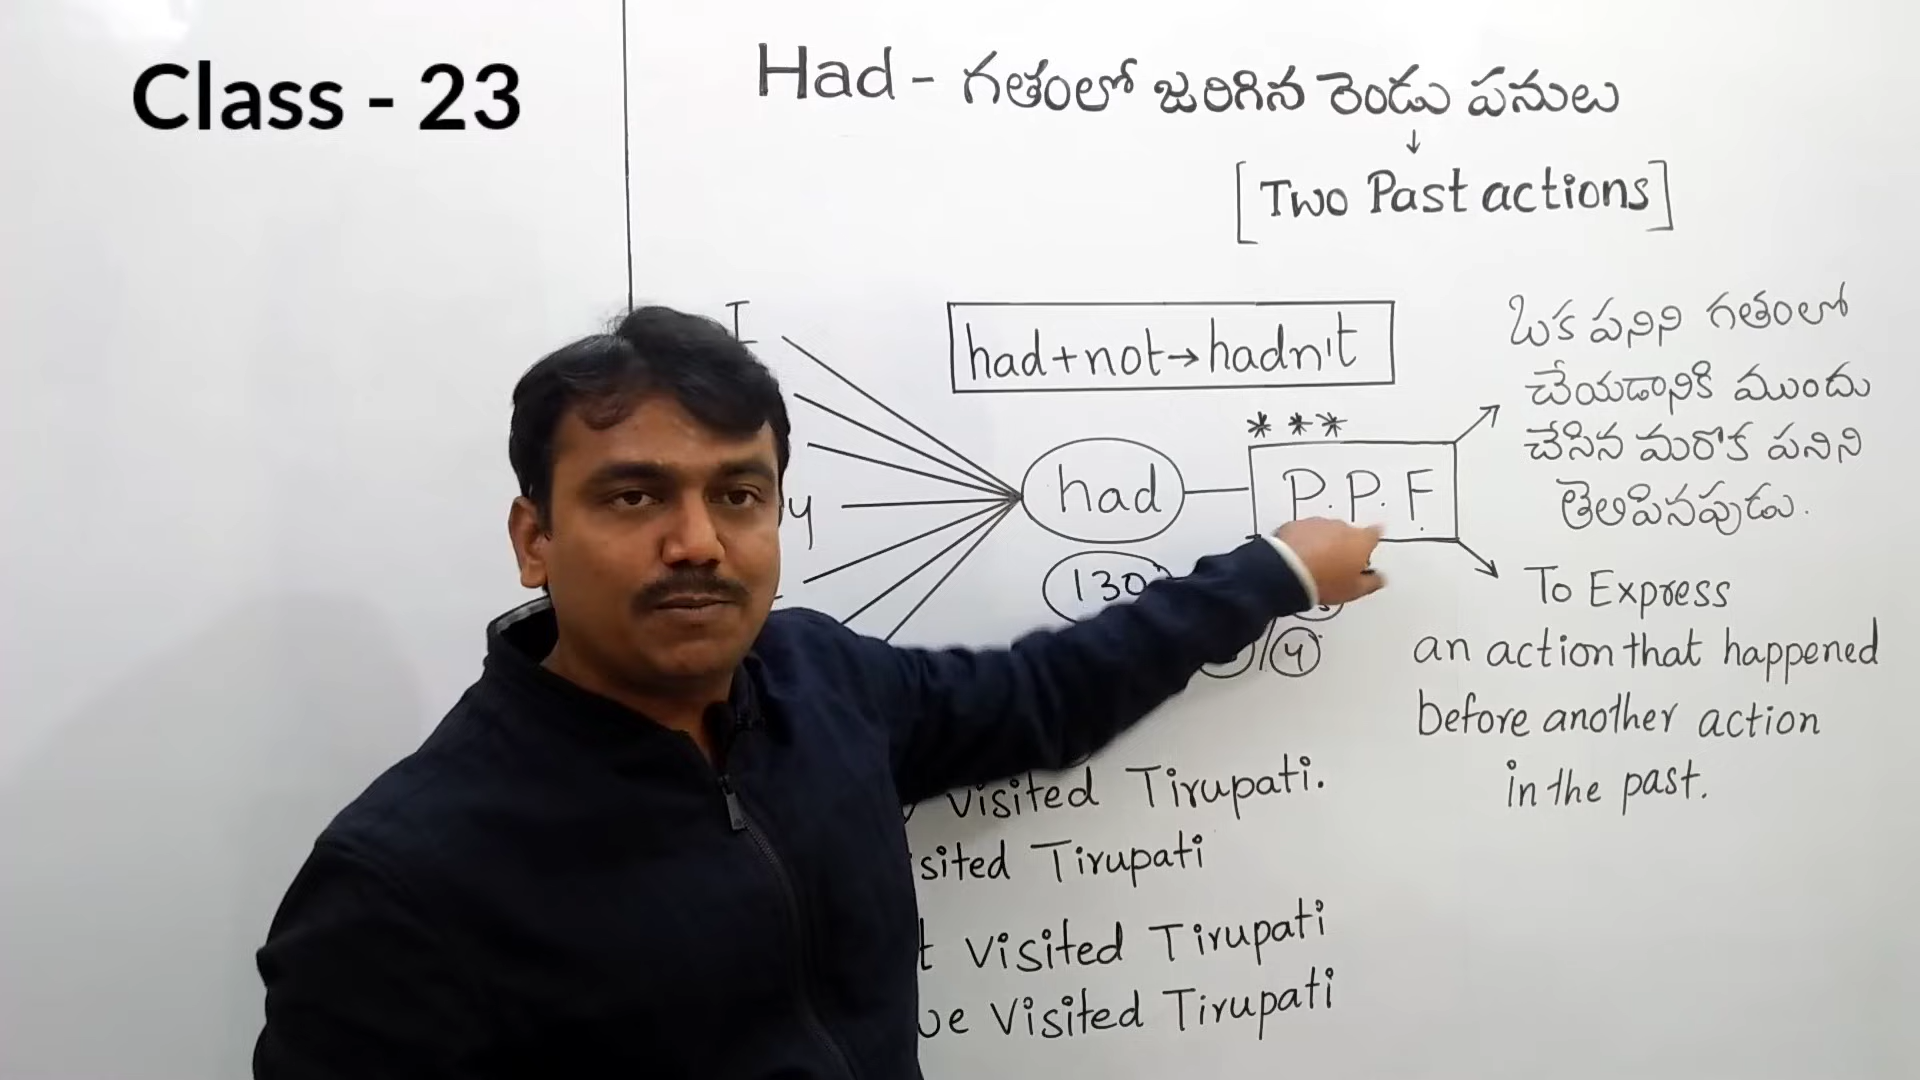 Class - 23
Had - గతంలో జరిగిన రెండు పనులు
↓
[Two Past actions]
I
had + not → hadn't
ఒక పనిని గతంలో
చేయడానికి ముందు
చేసిన మరొక పనిని
తెలిపినపుడు.
* * *
had
P.P.F.
y
130
4
To Express
an action that happened
before another action
in the past.
visited Tirupati.
Tirupati
Visited Tirupati
Visited Tirupati